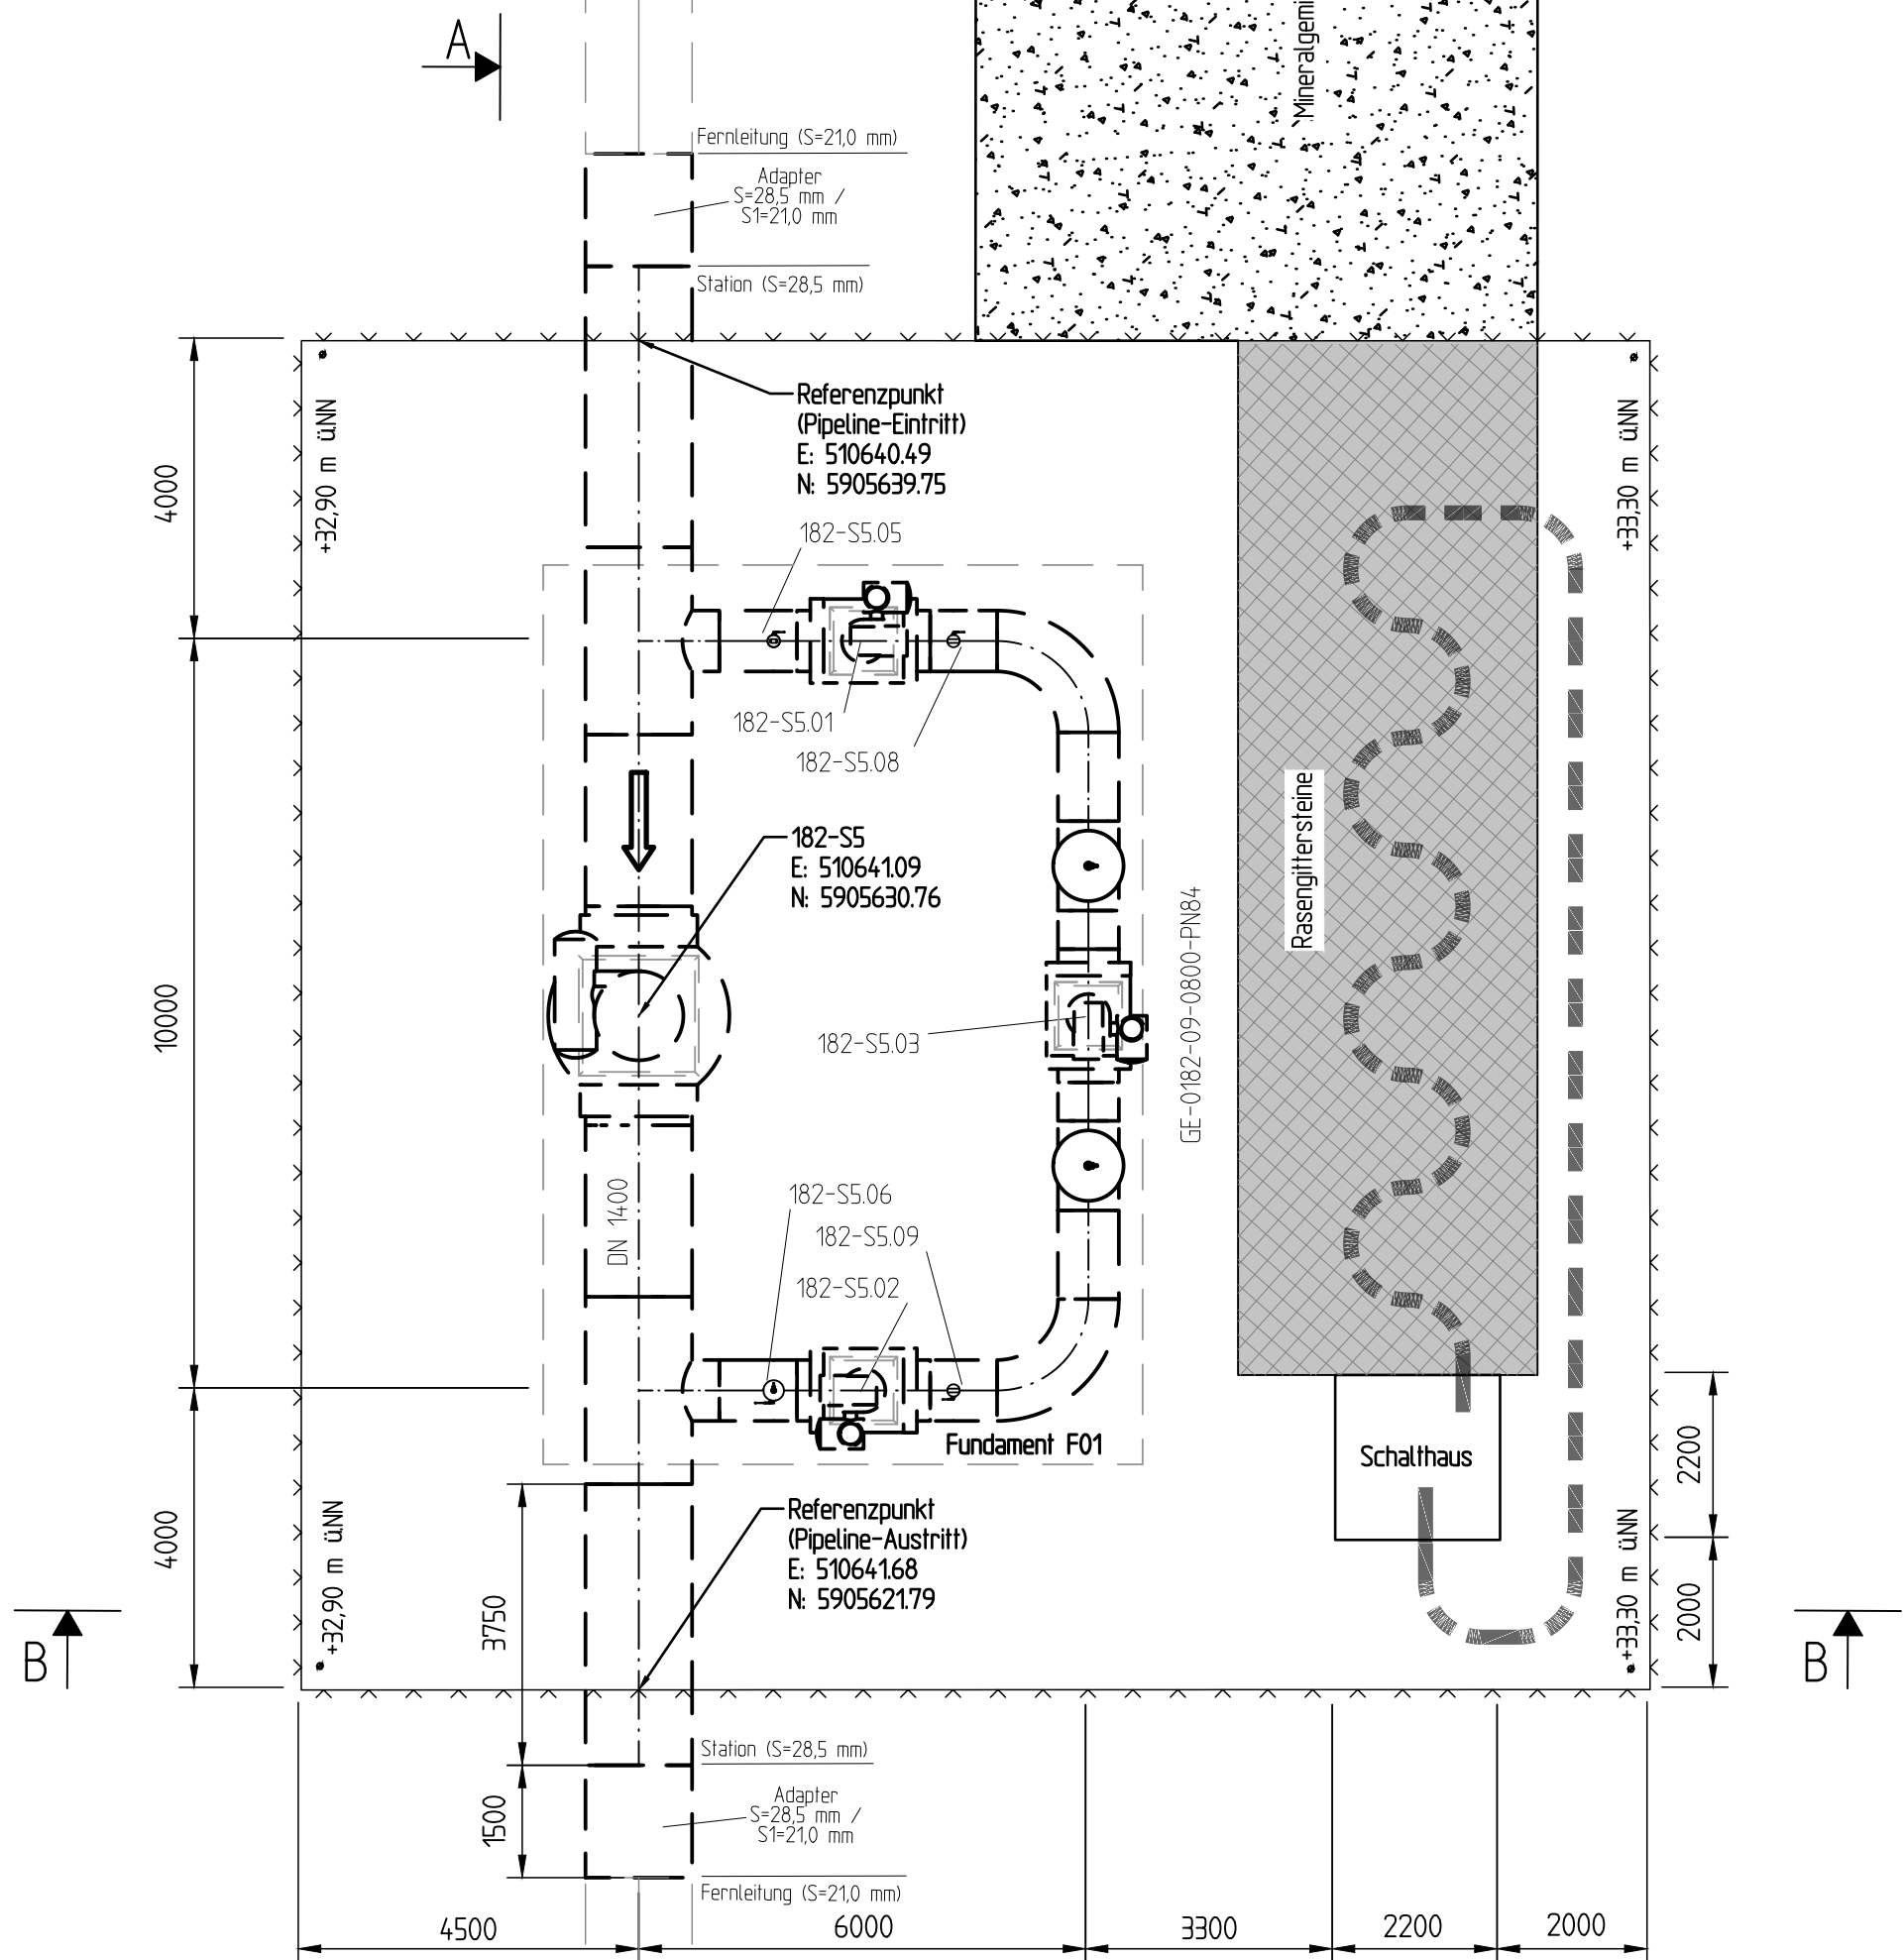 A
Mineralgemi
Fernleitung (S=21,0 mm)
Adapter
S=28,5 mm /
S1=21,0 mm
Station (S=28,5 mm)
+32,90 m ü.NN
+33,30 m ü.NN
4000
Referenzpunkt
(Pipeline-Eintritt)
E: 510640.49
N: 5905639.75
182-S5.05
182-S5.01
182-S5.08
Rasengittersteine
182-S5
E: 510641.09
N: 5905630.76
10000
GE-0182-09-0800-PN84
182-S5.03
DN 1400
182-S5.06
182-S5.09
182-S5.02
Fundament F01
Schalthaus
2200
4000
+32,90 m ü.NN
Referenzpunkt
(Pipeline-Austritt)
E: 510641.68
N: 5905621.79
+33,30 m ü.NN
2000
3750
B
B
Station (S=28,5 mm)
Adapter
S=28,5 mm /
S1=21,0 mm
1500
Fernleitung (S=21,0 mm)
4500
6000
3300
2200
2000